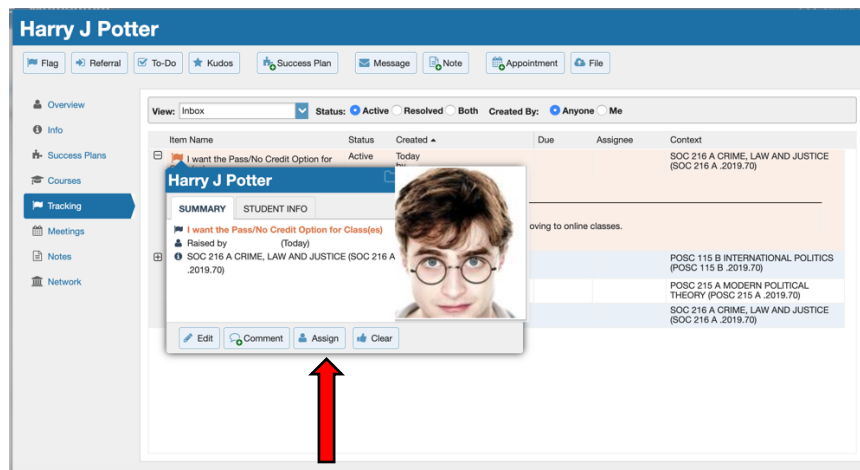 Harry J Potter
Flag Referral To-Do Kudos Success Plan Message Note Appointment File
Overview
Info
Success Plans
Courses
Tracking
Meetings
Notes
Network
View: Inbox Status: Active Resolved Both Created By: Anyone Me
Item Name Status Created Due Assignee Context
I want the Pass/No Credit Option for Active Today SOC 216 A CRIME, LAW AND JUSTICE
(SOC 216 A .2019.70)
Harry J Potter
SUMMARY STUDENT INFO
I want the Pass/No Credit Option for Class(es)
Raised by (Today)
SOC 216 A CRIME, LAW AND JUSTICE (SOC 216 A
.2019.70)
Edit Comment Assign Clear
oving to online classes.
POSC 115 B INTERNATIONAL POLITICS
(POSC 115 B .2019.70)
POSC 215 A MODERN POLITICAL
THEORY (POSC 215 A .2019.70)
SOC 216 A CRIME, LAW AND JUSTICE
(SOC 216 A .2019.70)